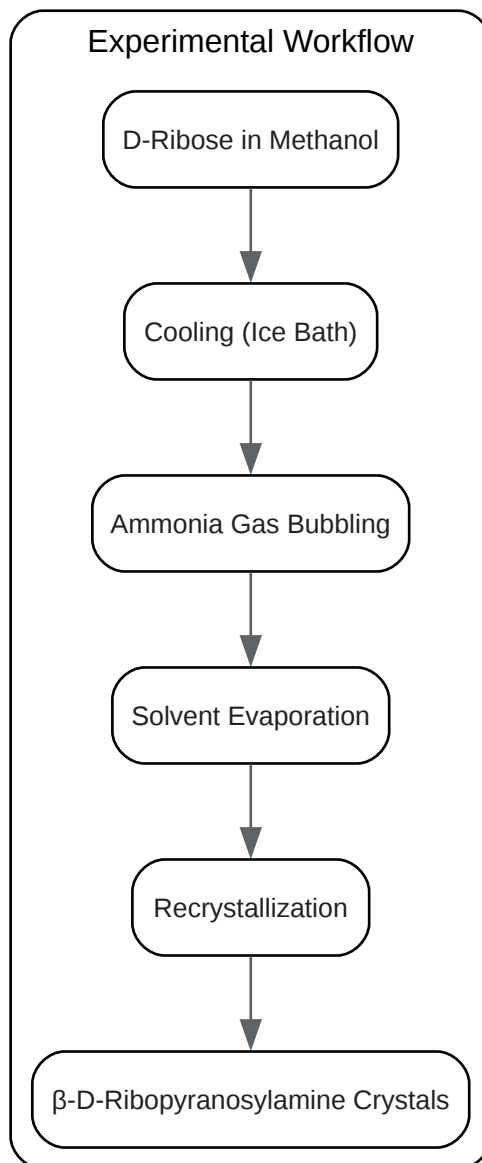 Experimental Workflow
D-Ribose in Methanol
Cooling (Ice Bath)
Ammonia Gas Bubbling
Solvent Evaporation
Recrystallization
β-D-Ribopyranosylamine Crystals